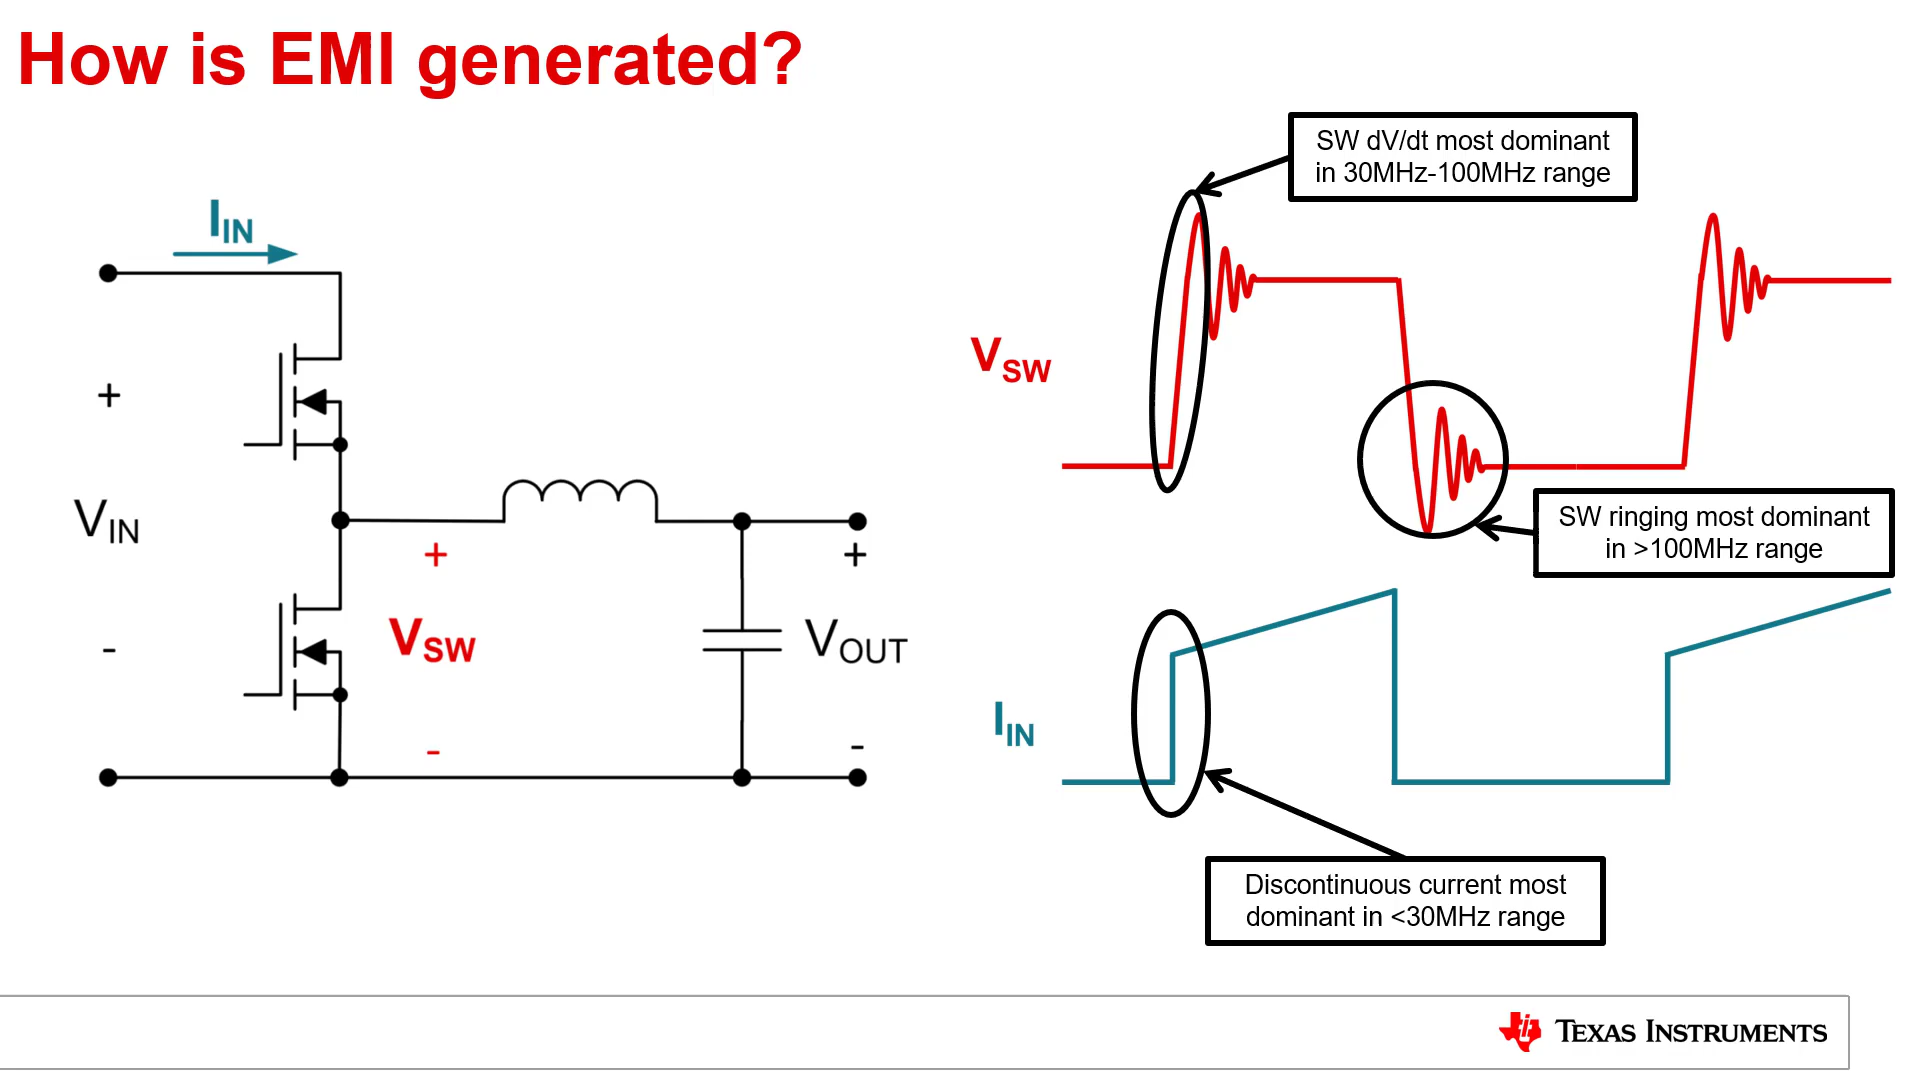 How is EMI generated?
SW dV/dt most dominant
in 30MHz-100MHz range
IIN
VSW
+
+
+
VIN
SW ringing most dominant
in >100MHz range
-
VSW
VOUT
IIN
-
-
Discontinuous current most
dominant in <30MHz range
TEXAS INSTRUMENTS